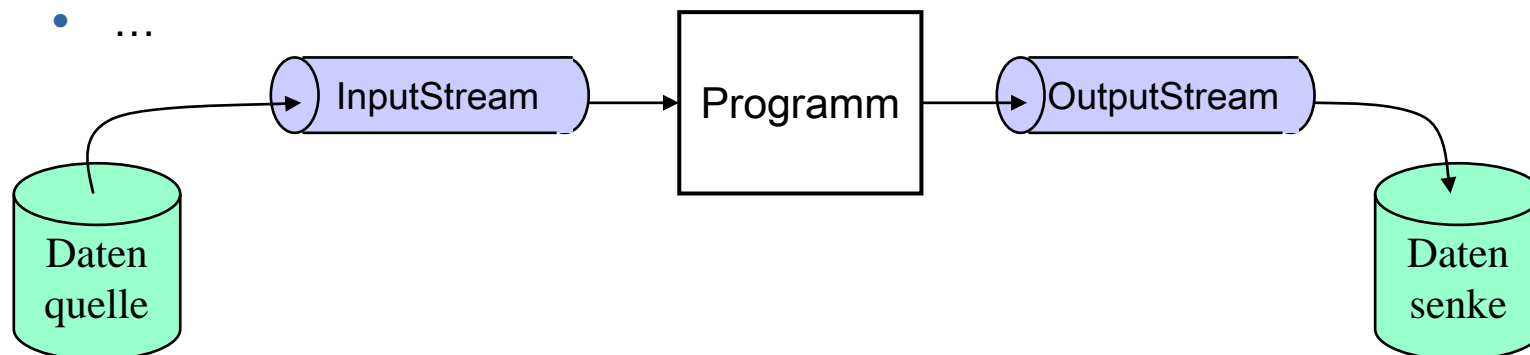 • …
InputStream
Programm
OutputStream
Daten
quelle
Daten
senke